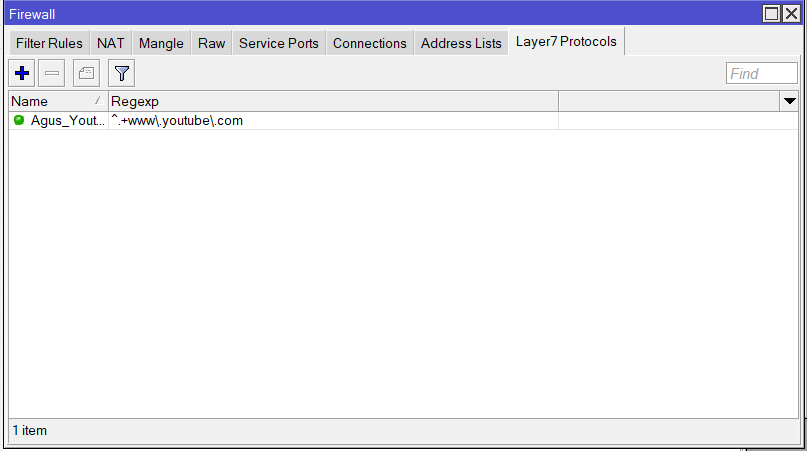 Firewall
Filter Rules NAT Mangle Raw Service Ports Connections Address Lists Layer7 Protocols
Find
Name Regexp
Agus_Yout... ^.+www\.youtube\.com
1 item